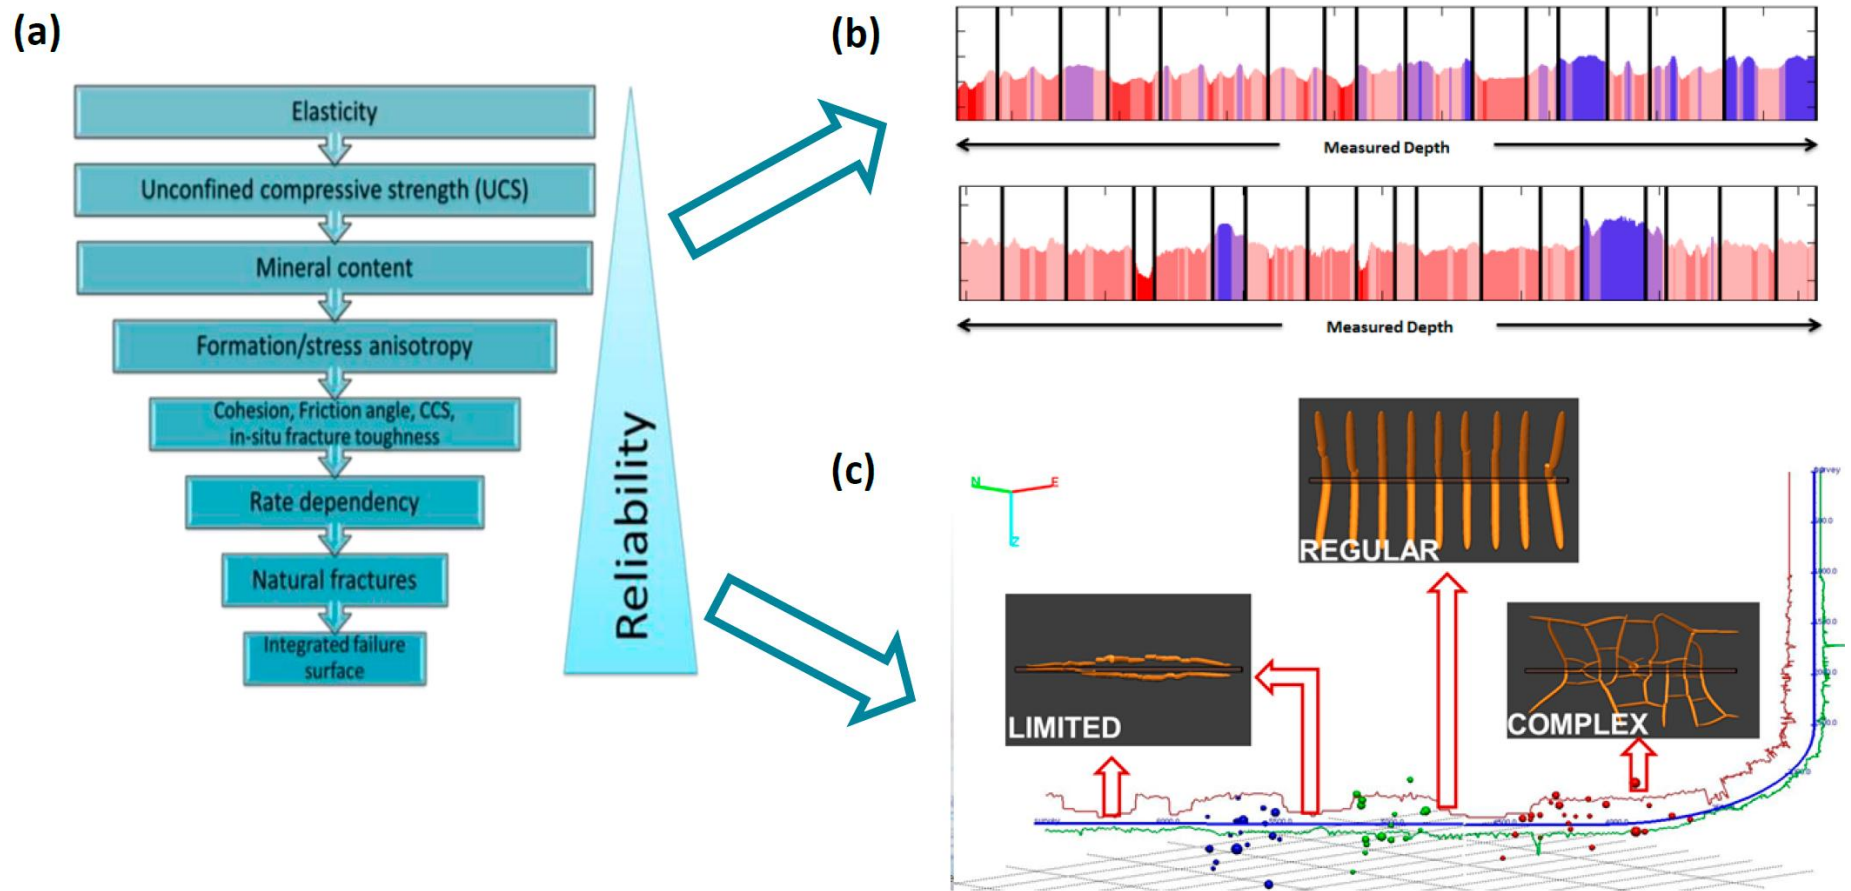 (a)
Elasticity
Unconfined compressive strength (UCS)
Mineral content
Formation/stress anisotropy
Cohesion, Friction angle, CCS,
in-situ fracture toughness
Rate dependency
Natural fractures
Integrated failure
surface
Reliability
(b)
Measured Depth
Measured Depth
(c)
N
E
Z
REGULAR
LIMITED
COMPLEX